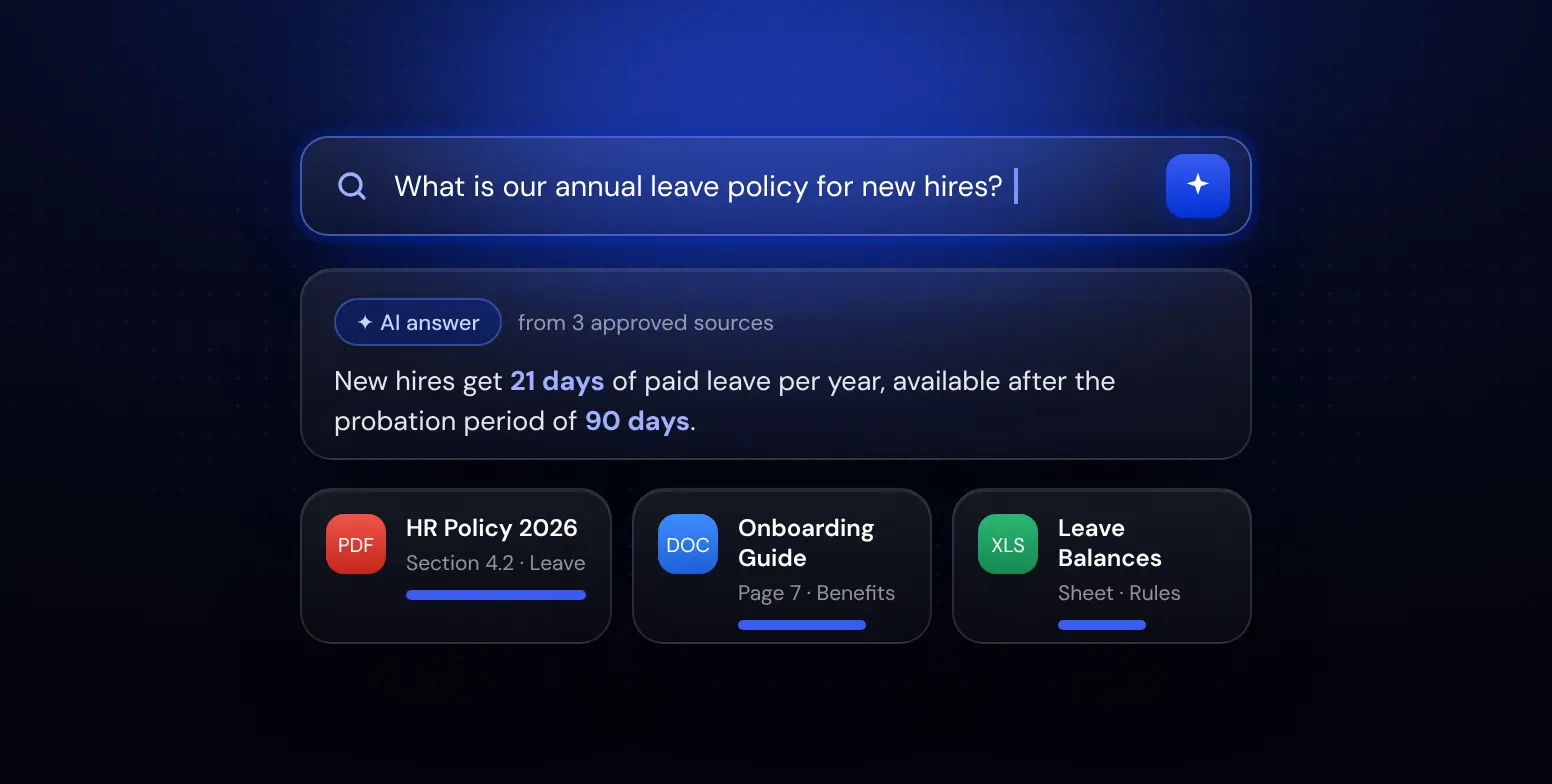 What is our annual leave policy for new hires?
✦ AI answer from 3 approved sources
New hires get 21 days of paid leave per year, available after the
probation period of 90 days.
PDF
HR Policy 2026
Section 4.2 · Leave
DOC
Onboarding
Guide
Page 7 · Benefits
XLS
Leave
Balances
Sheet · Rules